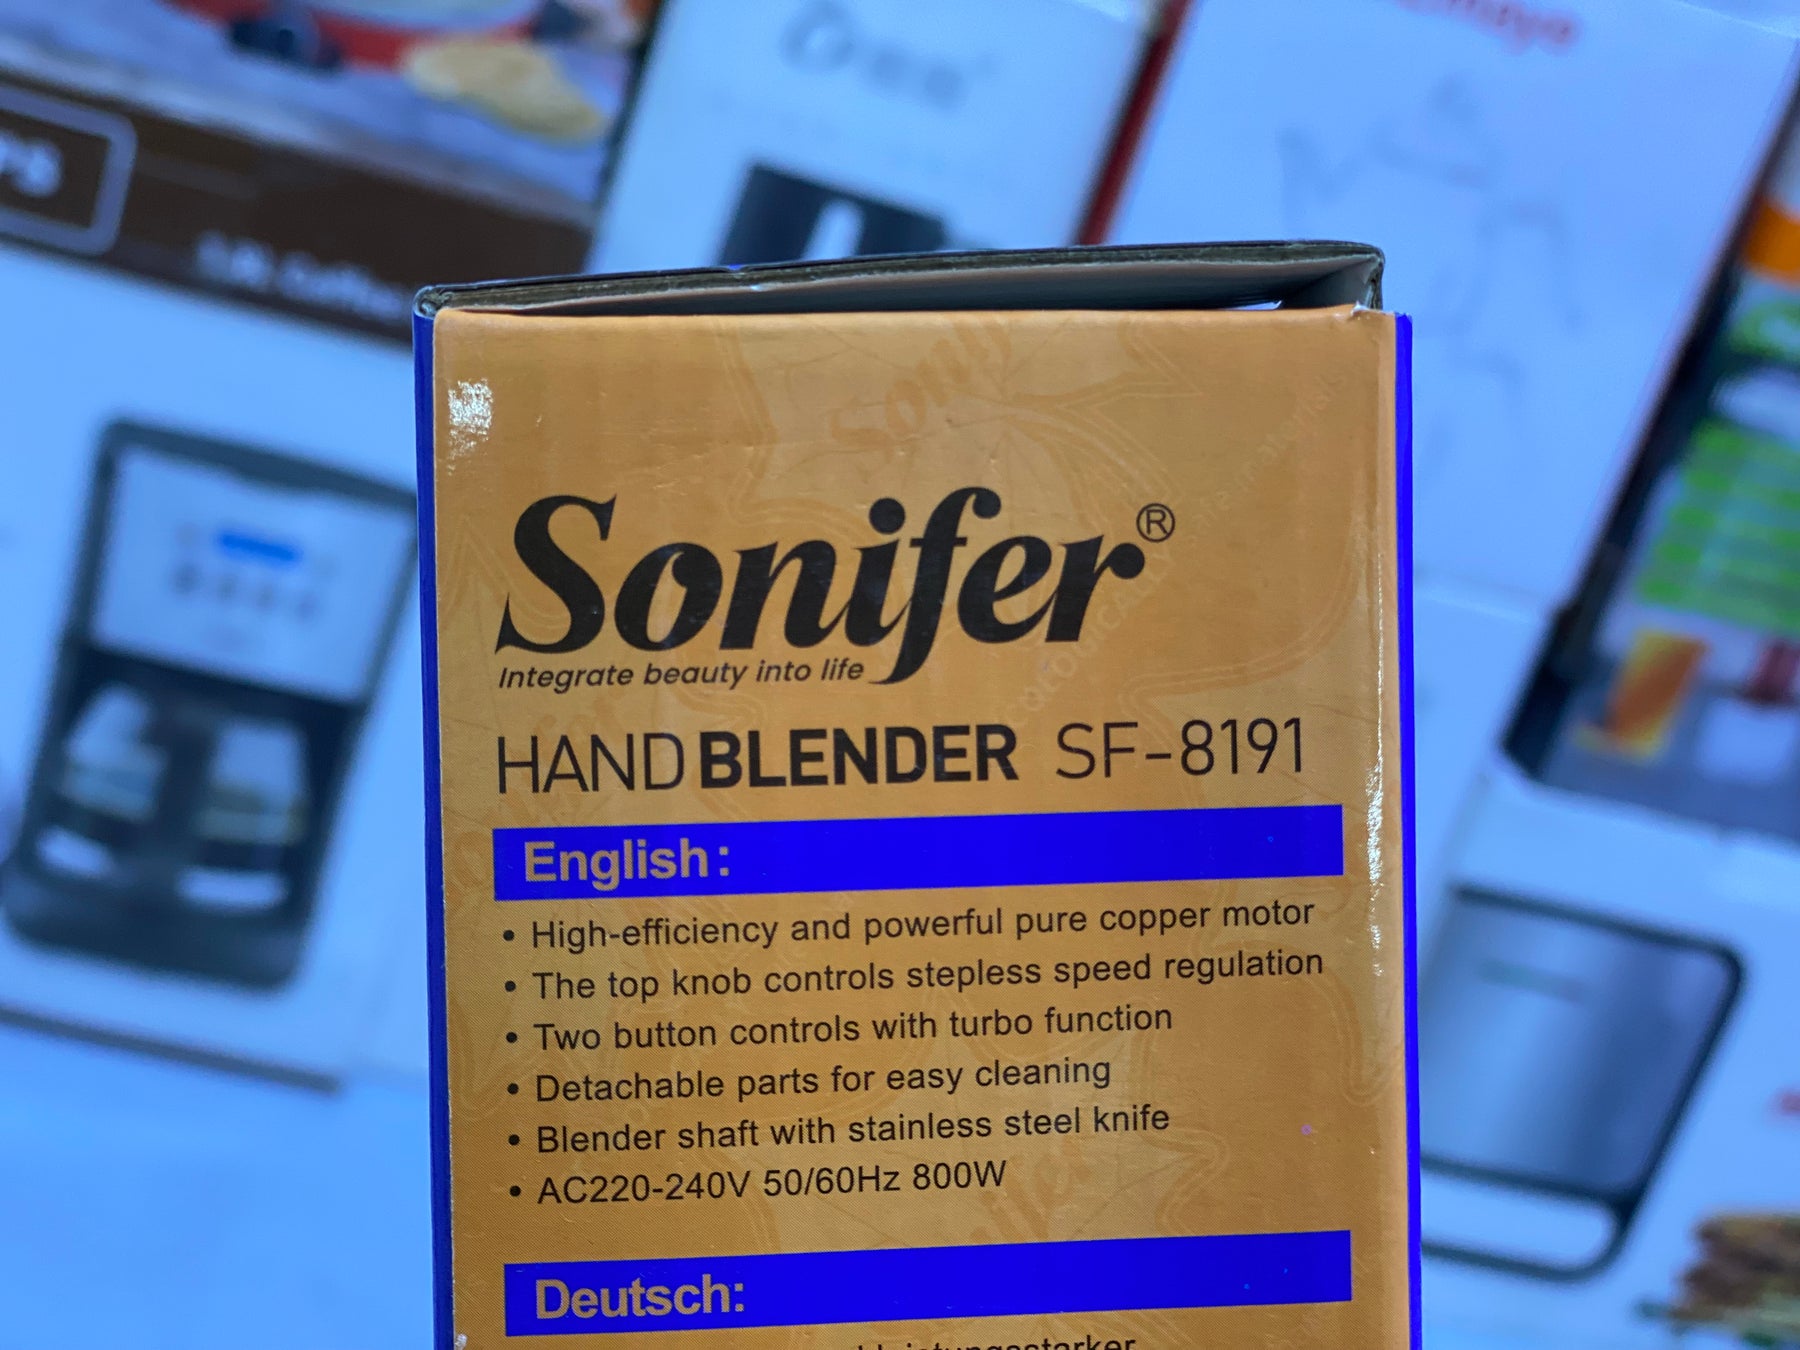 Sonifer®
Integrate beauty into life
HAND BLENDER SF-8191
English:
• High-efficiency and powerful pure copper motor
• The top knob controls stepless speed regulation
• Two button controls with turbo function
• Detachable parts for easy cleaning
• Blender shaft with stainless steel knife
• AC220-240V 50/60Hz 800W
Deutsch: